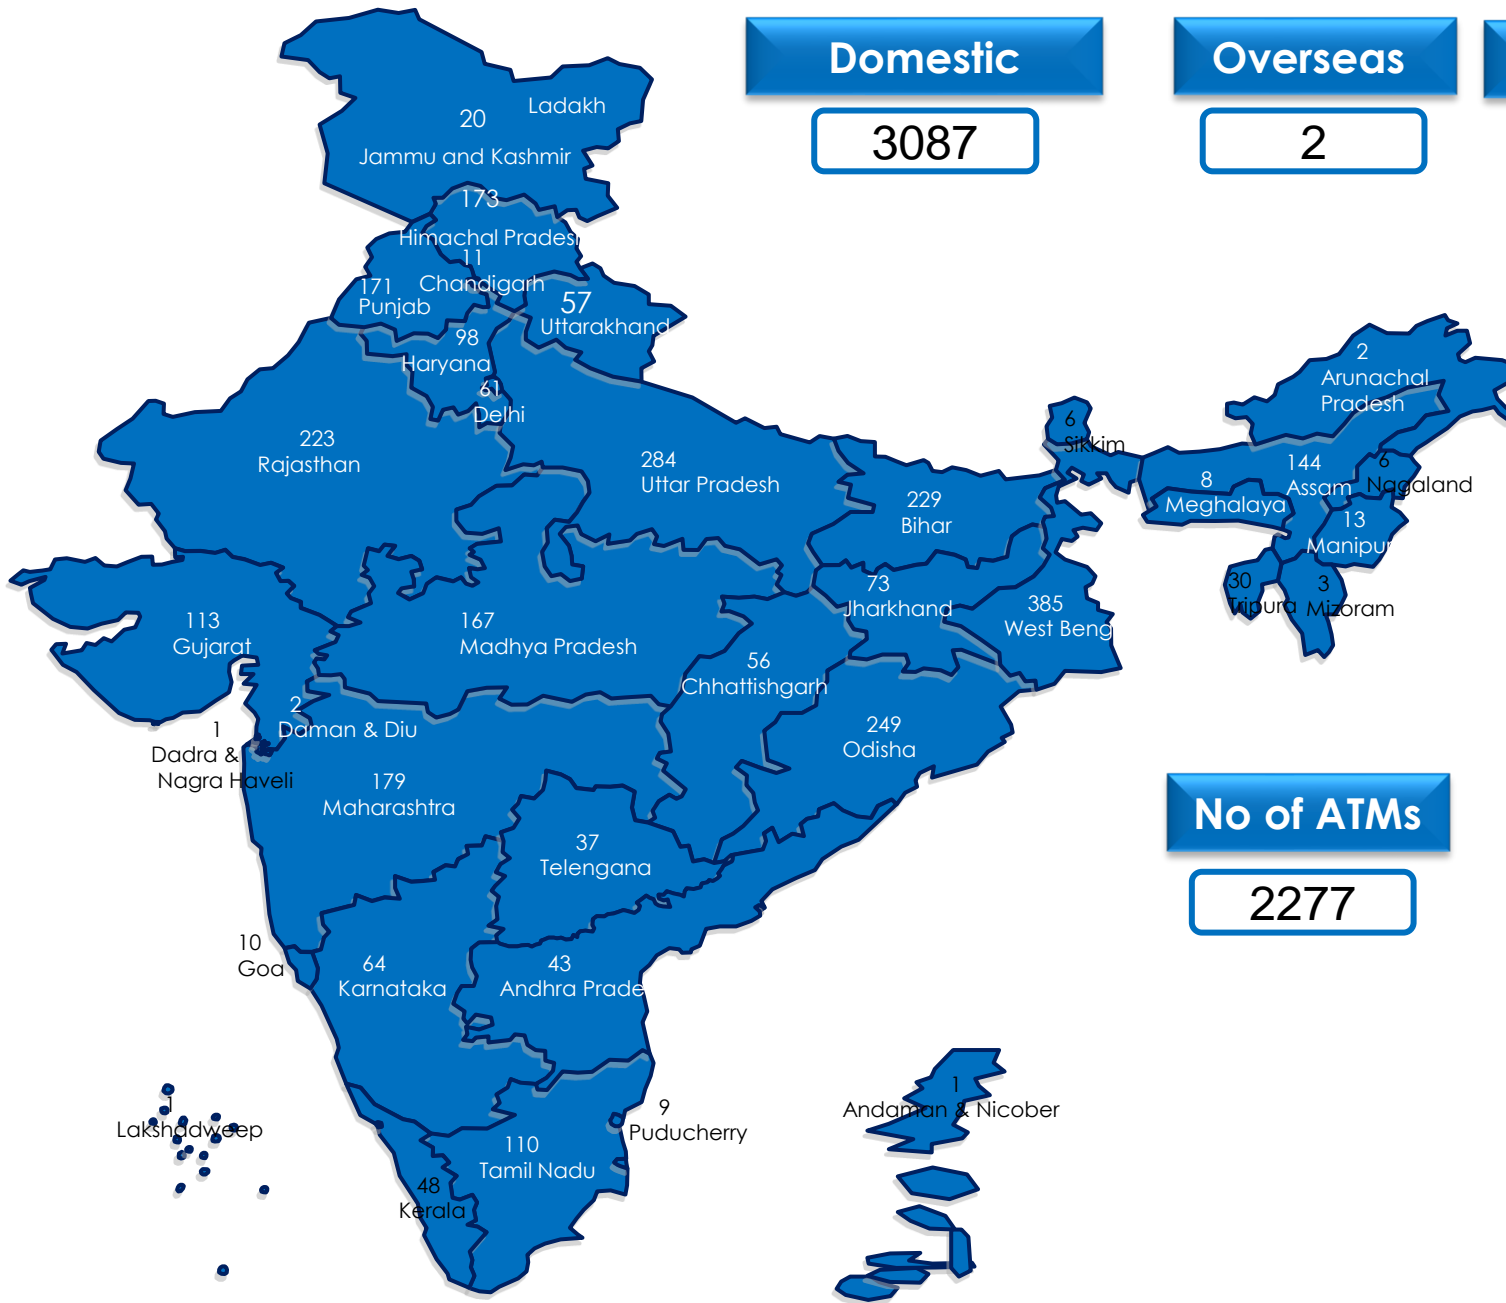 Domestic
Overseas
3087
2
Ladakh
20
Jammu and Kashmir
173
Himachal Pradesh
11
Chandigarh
171
Punjab
57
Uttarakhand
98
Haryana
61
Delhi
2
Arunachal
Pradesh
6
Sikkim
223
Rajasthan
284
Uttar Pradesh
229
Bihar
144
Assam
6
Nagaland
8
Meghalaya
13
Manipur
30
Tripura
3
Mizoram
73
Jharkhand
385
West Beng
113
Gujarat
167
Madhya Pradesh
56
Chhattishgarh
2
Daman & Diu
1
Dadra &
Nagra Haveli
249
Odisha
179
Maharashtra
No of ATMs
2277
37
Telengana
10
Goa
64
Karnataka
43
Andhra Prade
1
Lakshadweep
9
Puducherry
1
Andaman & Nicober
110
Tamil Nadu
48
Kerala